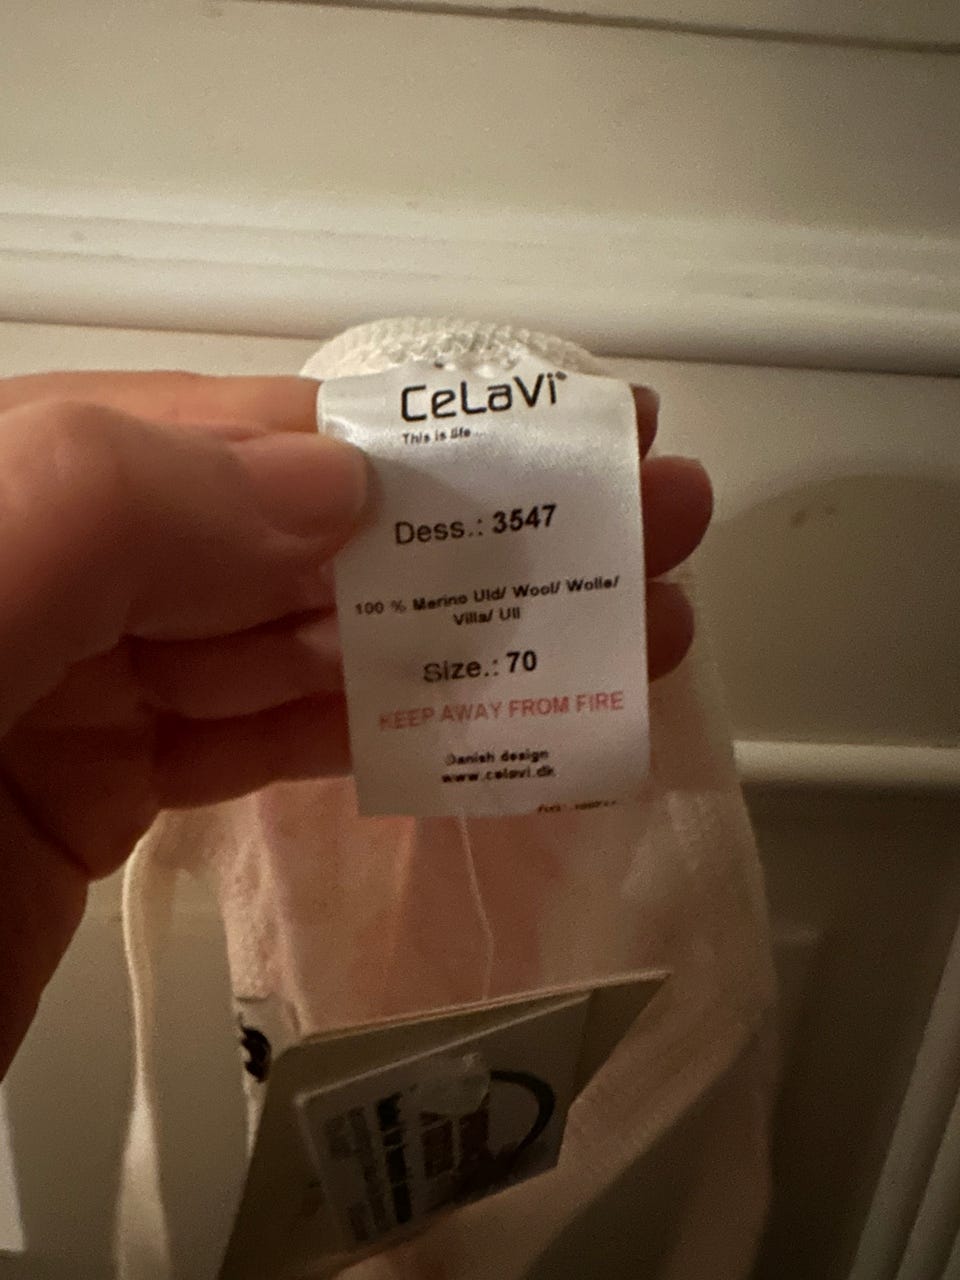 CeLaVi®
This is life...
Dess.: 3547
100 % Merino Uld/ Wool/ Wolle/
Villa/ Ull
Size.: 70
KEEP AWAY FROM FIRE
Danish design
www.celavi.dk